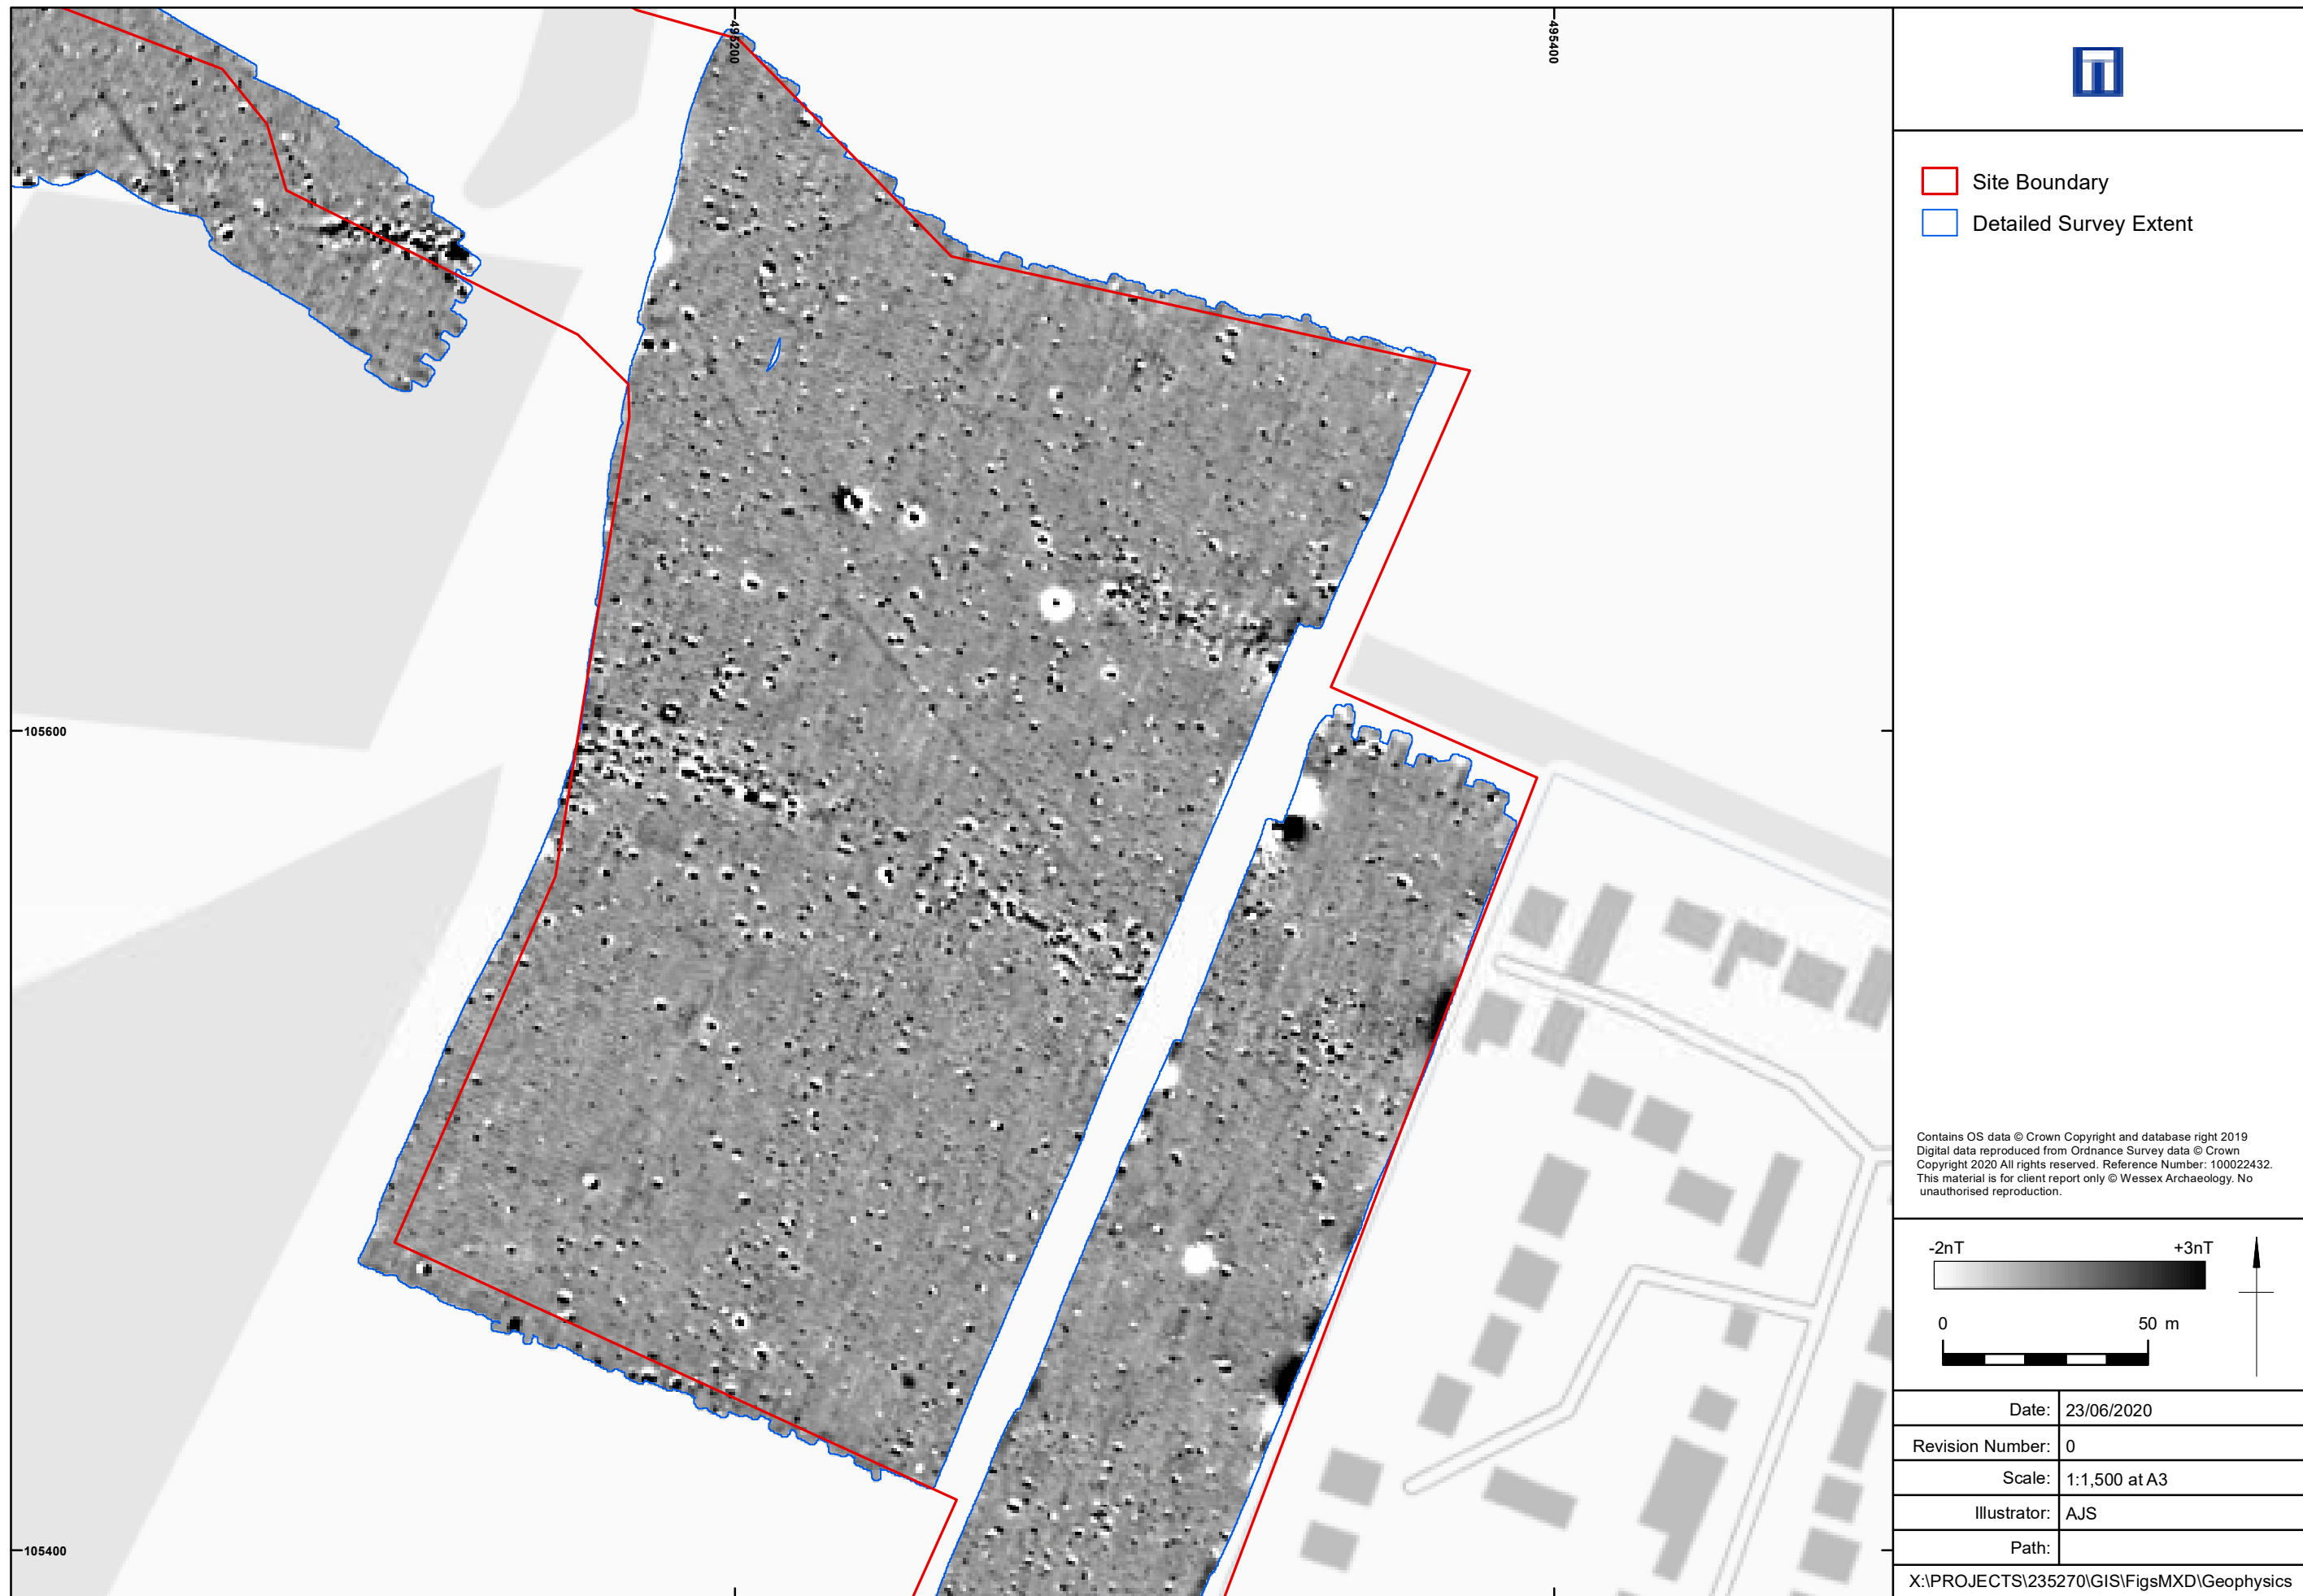 495200
495400
105600
105400
Site Boundary
Detailed Survey Extent
Contains OS data © Crown Copyright and database right 2019
Digital data reproduced from Ordnance Survey data © Crown
Copyright 2020 All rights reserved. Reference Number: 100022432.
This material is for client report only © Wessex Archaeology. No
unauthorised reproduction.
-2nT +3nT
0 50 m
Date: 23/06/2020
Revision Number: 0
Scale: 1:1,500 at A3
Illustrator: AJS
Path:
X:\PROJECTS\235270\GIS\FigsMXD\Geophysics